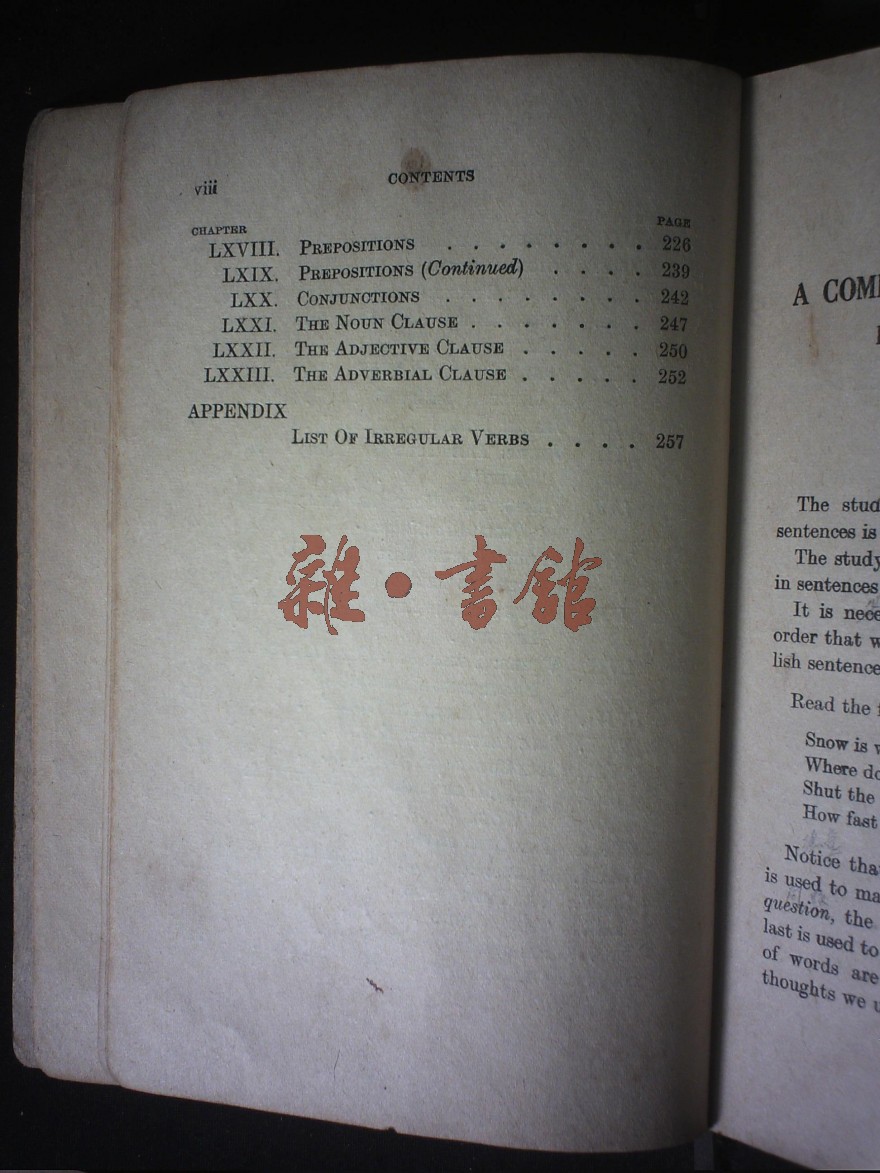 viii
CONTENTS
CHAPTER PAGE
LXVIII. PREPOSITIONS . . . . . . . . 226
LXIX. PREPOSITIONS (Continued) . . . . 239
LXX. CONJUNCTIONS . . . . . . . . 242
LXXI. THE NOUN CLAUSE . . . . . . . 247
LXXII. THE ADJECTIVE CLAUSE . . . . . 250
LXXIII. THE ADVERBIAL CLAUSE . . . . . 252
APPENDIX
LIST OF IRREGULAR VERBS . . . . 257
雜·書館
A COM
The stud
sentences is
The study
in sentences
It is nece
order that w
lish sentence
Read the
Snow is
Where do
Shut the
How fast
Notice tha
is used to ma
question, the
last is used to
of words are
thoughts we u